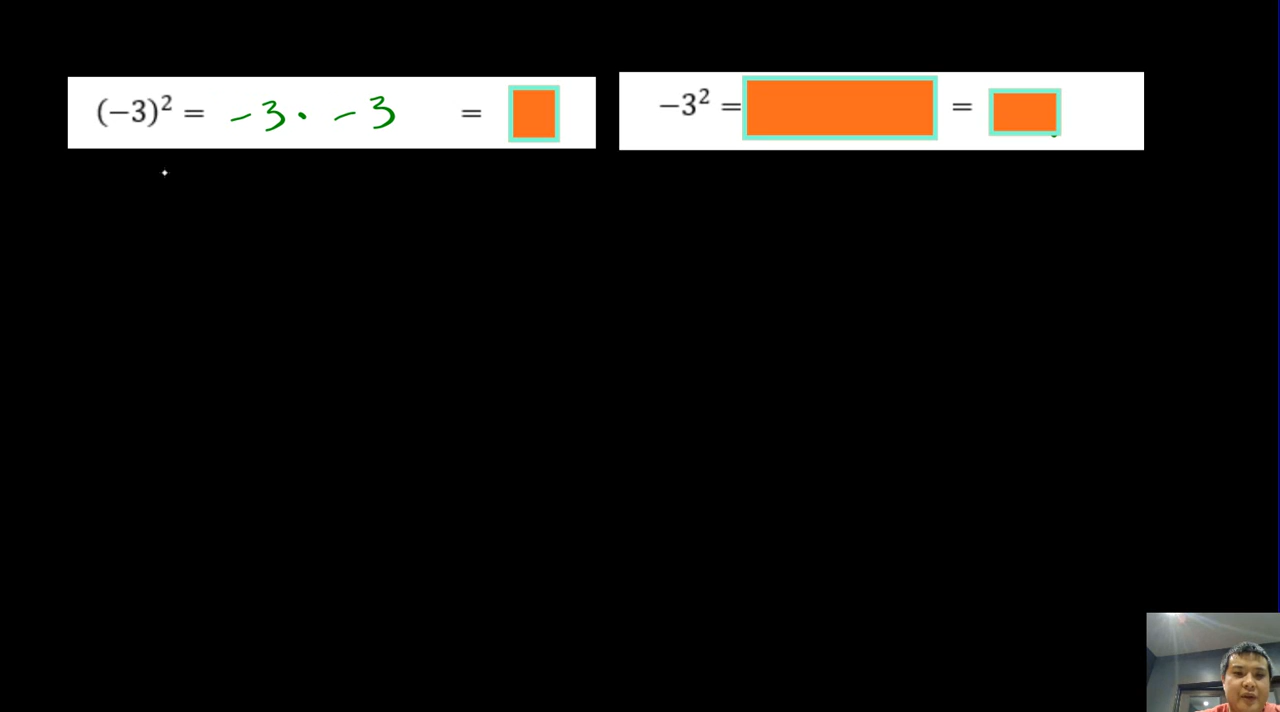 (−3)² = -3 · -3 =
−3² = =